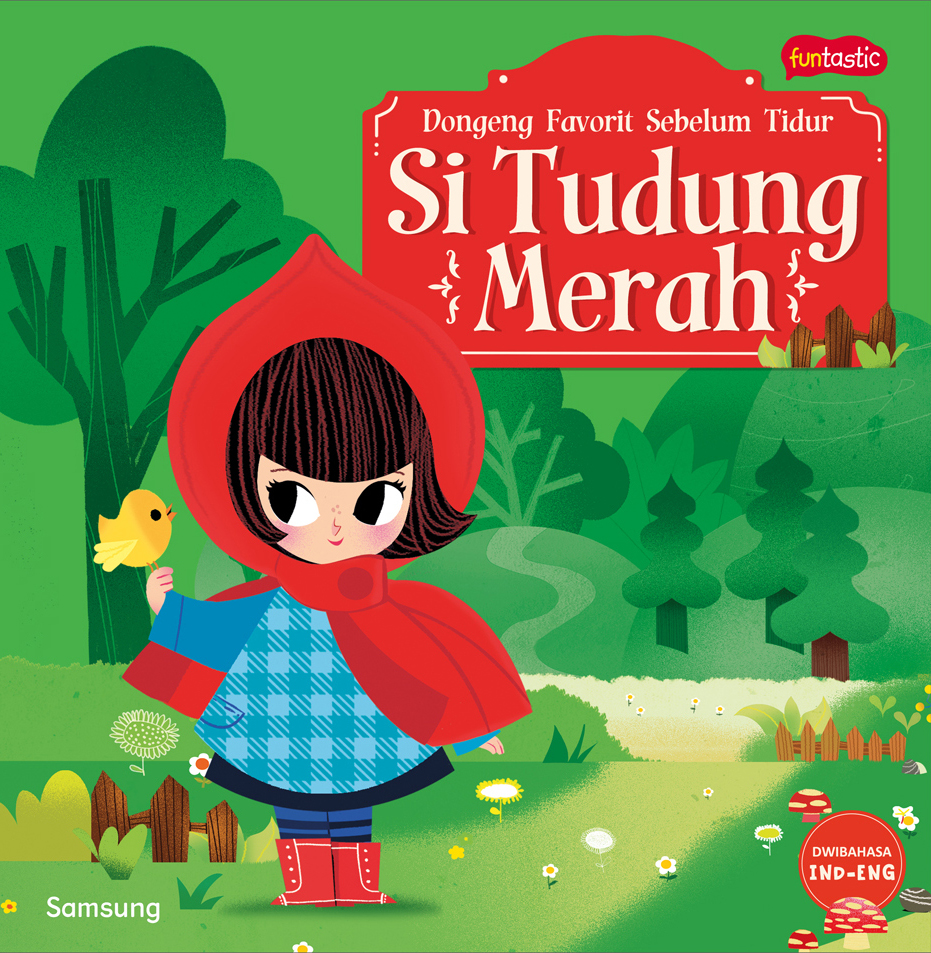 funtastic
Dongeng Favorit Sebelum Tidur
Si Tudung
Merah
DWIBAHASA
IND-ENG
Samsung